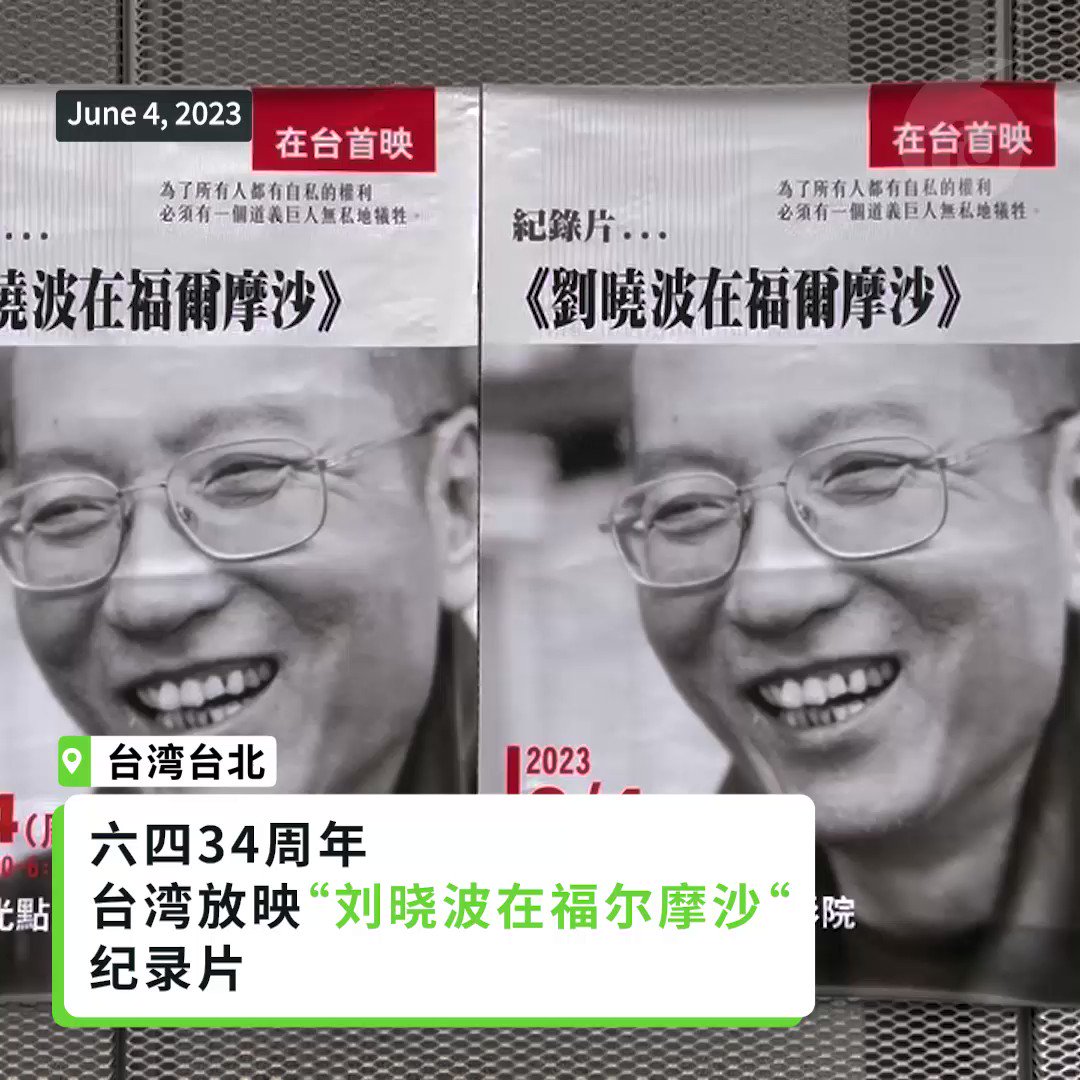 June 4, 2023
在台首映
為了所有人都有自私的權利
必須有一個道義巨人無私地犧牲。
...
曉波在福爾摩沙》
在台首映
為了所有人都有自私的權利
必須有一個道義巨人無私地犧牲。
紀錄片...
《劉曉波在福爾摩沙》
2023
台湾台北
光點
影院
六四34周年
台湾放映“刘晓波在福尔摩沙“
纪录片